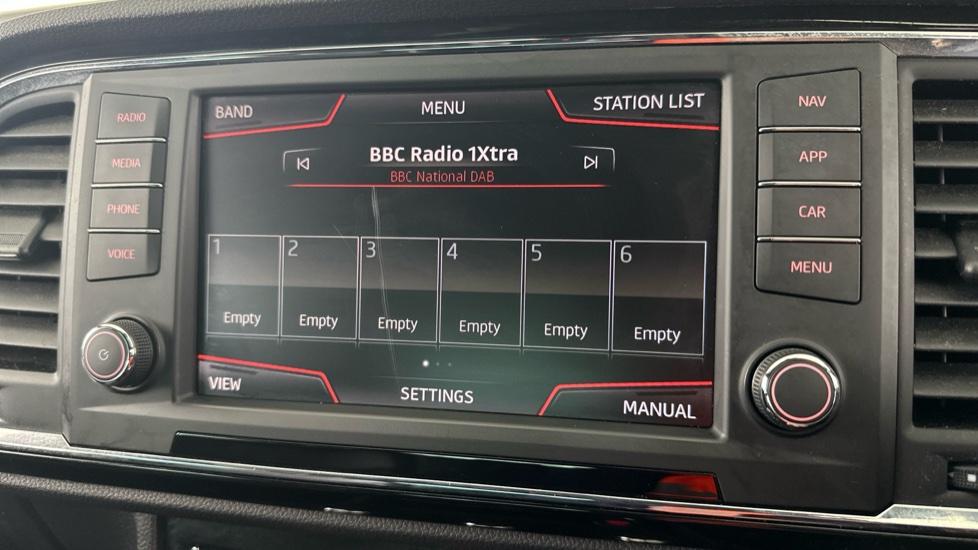 RADIO
MEDIA
PHONE
VOICE
BAND
MENU
STATION LIST
BBC Radio 1Xtra
BBC National DAB
1 2 3 4 5 6
Empty Empty Empty Empty Empty Empty
VIEW
SETTINGS
MANUAL
NAV
APP
CAR
MENU